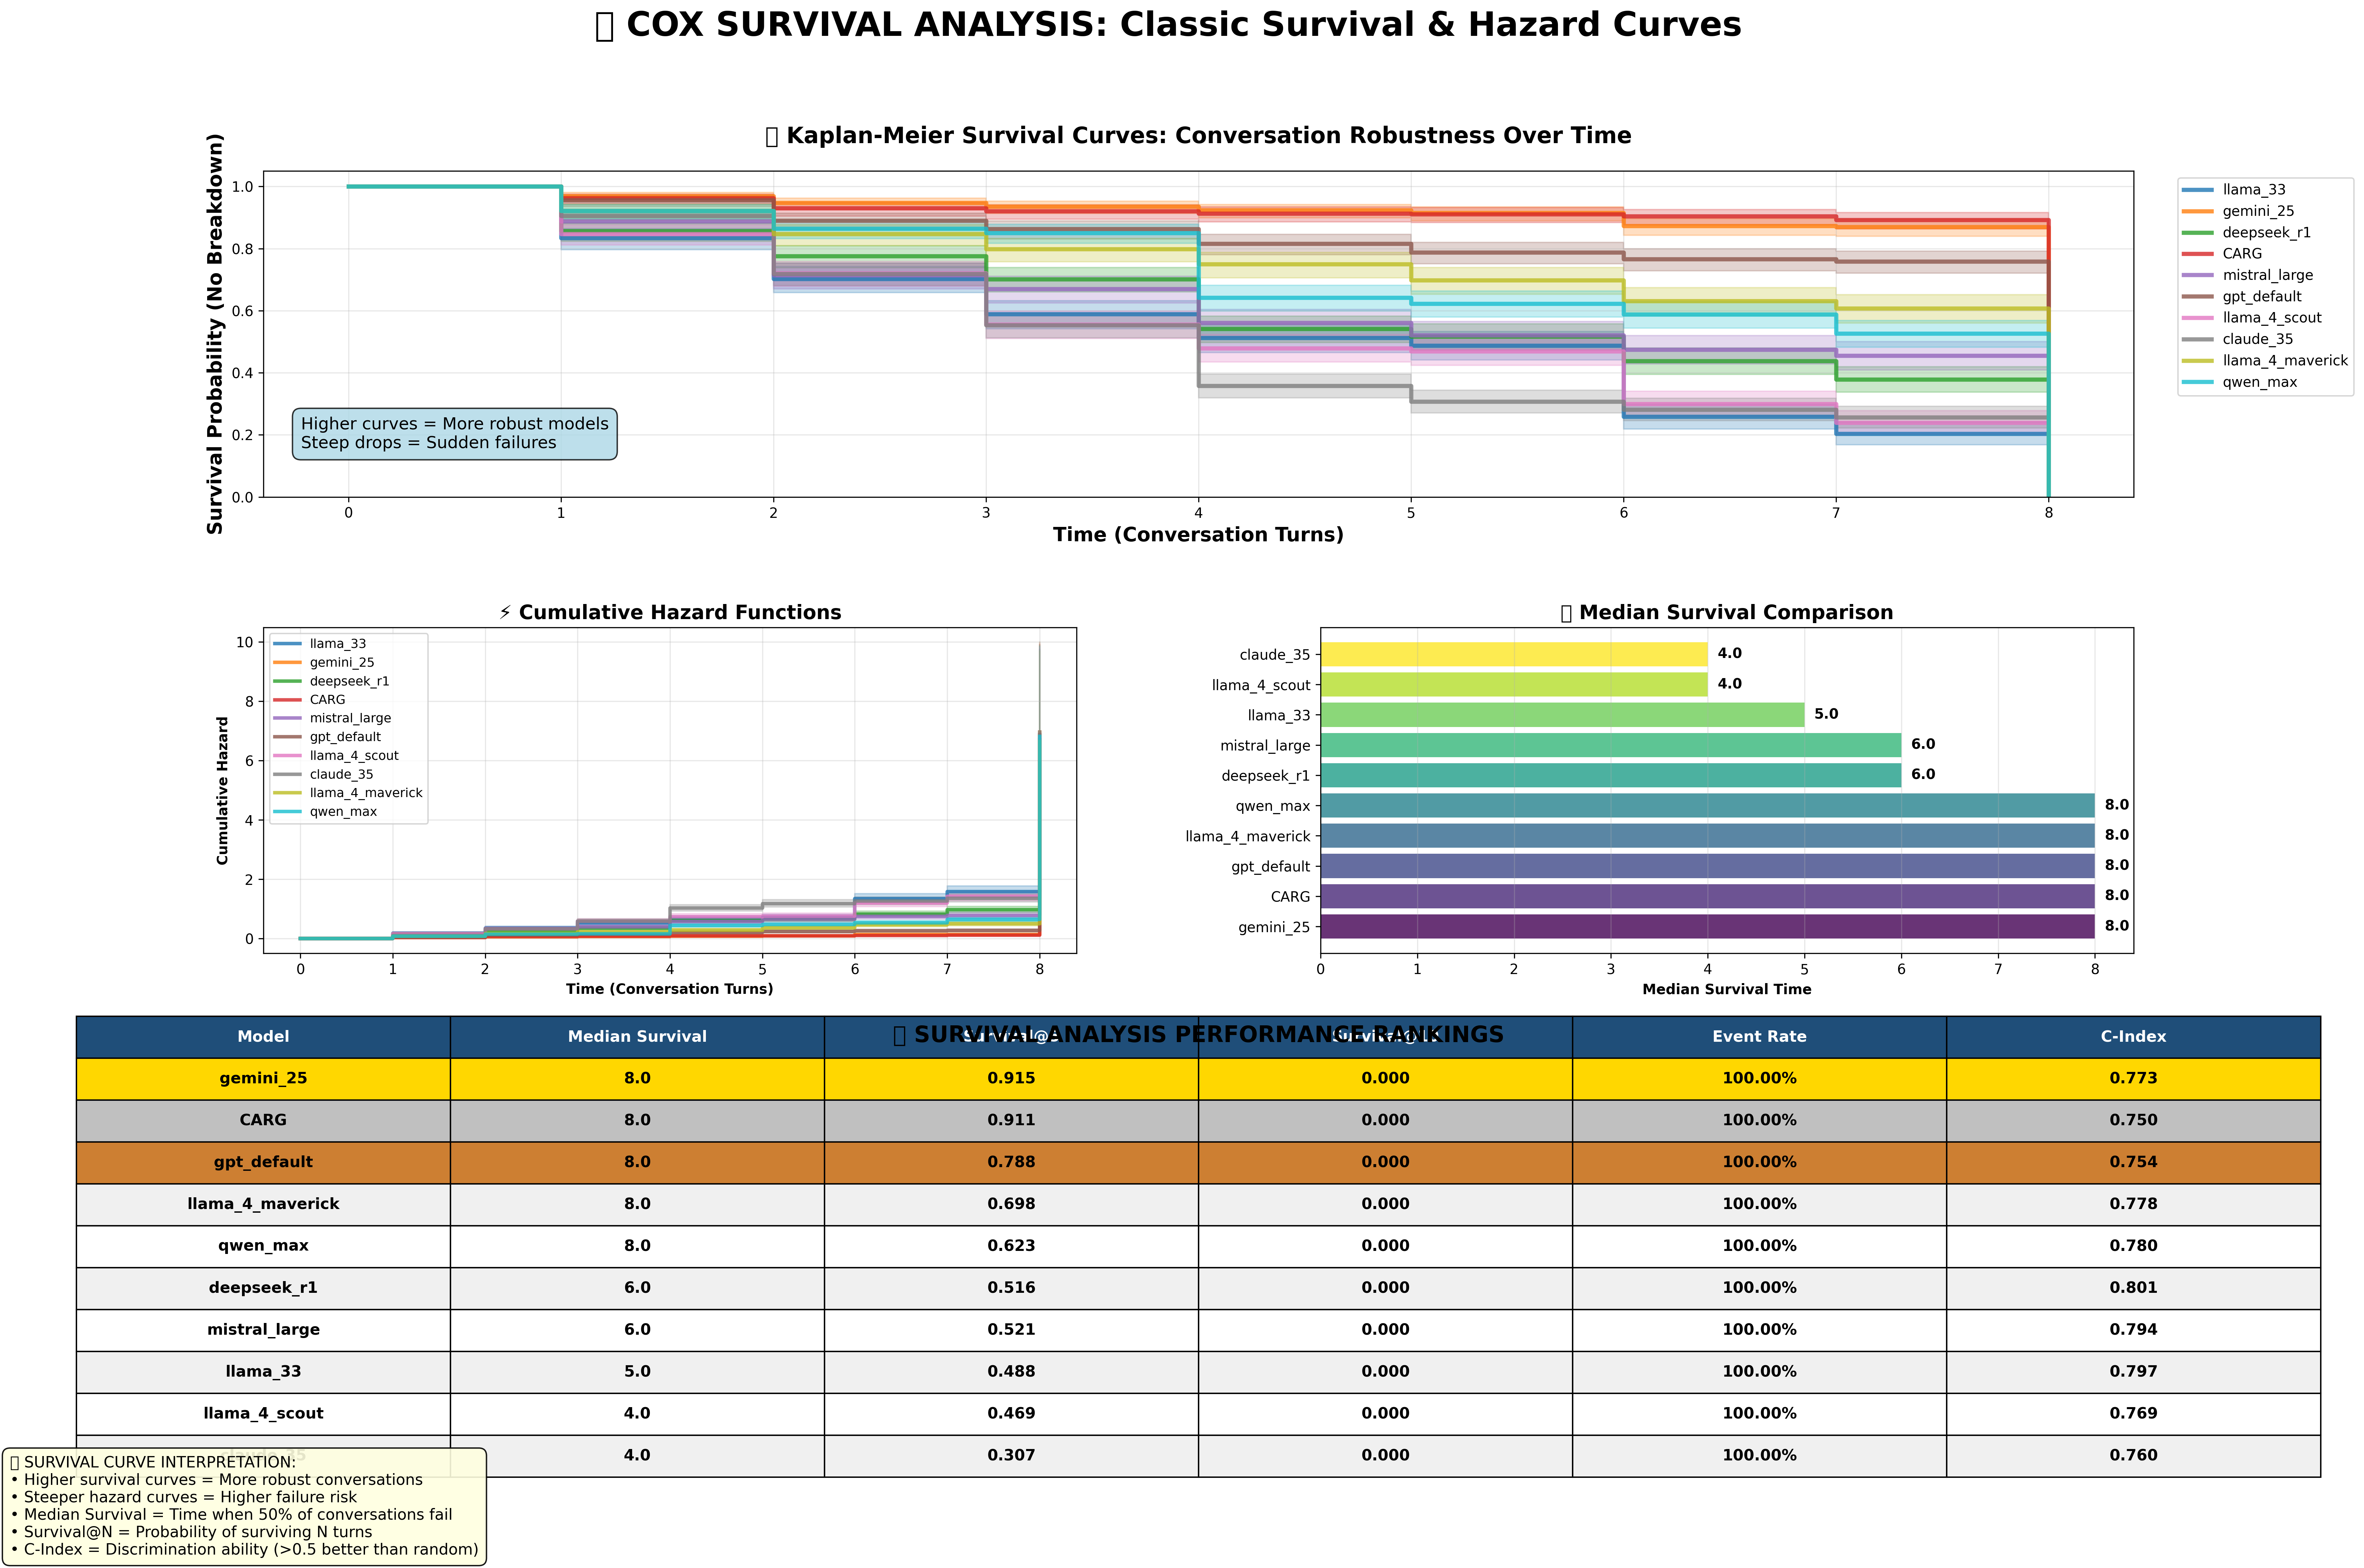 COX SURVIVAL ANALYSIS: Classic Survival & Hazard Curves
Kaplan-Meier Survival Curves: Conversation Robustness Over Time
Survival Probability (No Breakdown)
1.0
0.8
0.6
0.4
0.2
0.0
Higher curves = More robust models
Steep drops = Sudden failures
0 1 2 3 4 5 6 7 8
Time (Conversation Turns)
llama_33
gemini_25
deepseek_r1
CARG
mistral_large
gpt_default
llama_4_scout
claude_35
llama_4_maverick
qwen_max
⚡ Cumulative Hazard Functions
Cumulative Hazard
10
8
6
4
2
0
llama_33
gemini_25
deepseek_r1
CARG
mistral_large
gpt_default
llama_4_scout
claude_35
llama_4_maverick
qwen_max
0 1 2 3 4 5 6 7 8
Time (Conversation Turns)
Median Survival Comparison
claude_35 4.0
llama_4_scout 4.0
llama_33 5.0
mistral_large 6.0
deepseek_r1 6.0
qwen_max 8.0
llama_4_maverick 8.0
gpt_default 8.0
CARG 8.0
gemini_25 8.0
0 1 2 3 4 5 6 7 8
Median Survival Time
SURVIVAL ANALYSIS PERFORMANCE RANKINGS
Model Median Survival Event Rate C-Index
gemini_25 8.0 0.915 0.000 100.00% 0.773
CARG 8.0 0.911 0.000 100.00% 0.750
gpt_default 8.0 0.788 0.000 100.00% 0.754
llama_4_maverick 8.0 0.698 0.000 100.00% 0.778
qwen_max 8.0 0.623 0.000 100.00% 0.780
deepseek_r1 6.0 0.516 0.000 100.00% 0.801
mistral_large 6.0 0.521 0.000 100.00% 0.794
llama_33 5.0 0.488 0.000 100.00% 0.797
llama_4_scout 4.0 0.469 0.000 100.00% 0.769
claude_35 4.0 0.307 0.000 100.00% 0.760
SURVIVAL CURVE INTERPRETATION:
• Higher survival curves = More robust conversations
• Steeper hazard curves = Higher failure risk
• Median Survival = Time when 50% of conversations fail
• Survival@N = Probability of surviving N turns
• C-Index = Discrimination ability (>0.5 better than random)